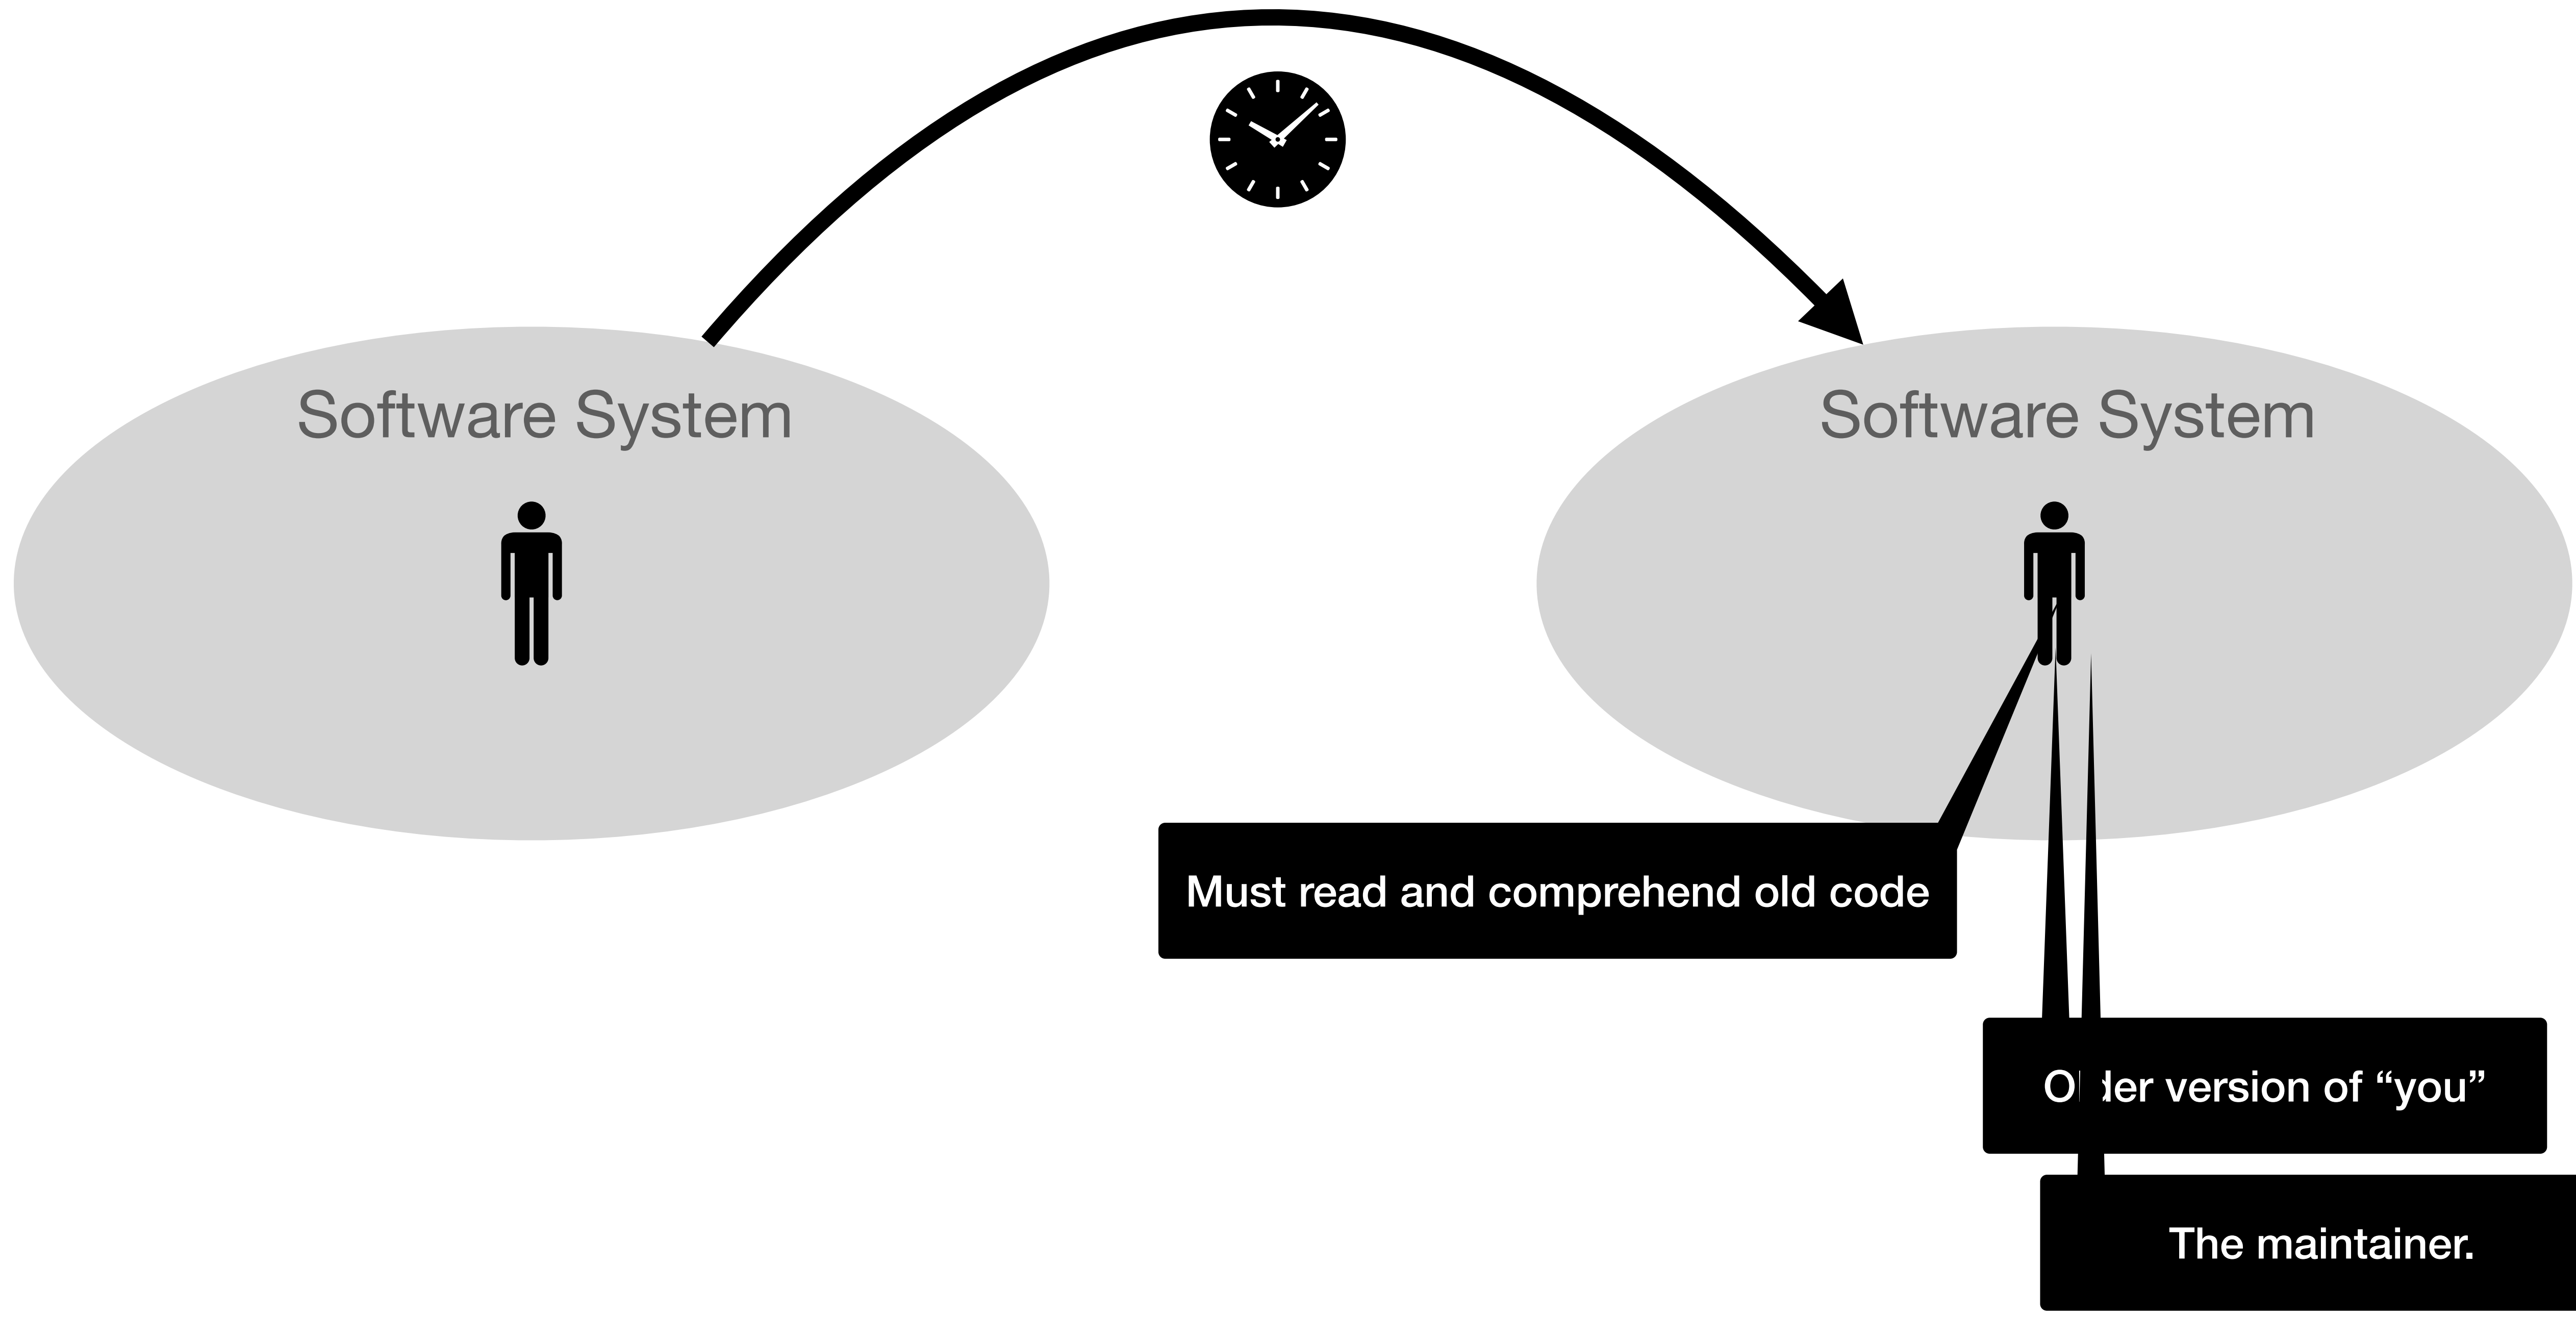 Software System
Software System
Must read and comprehend old code
Older version of “you”
The maintainer.